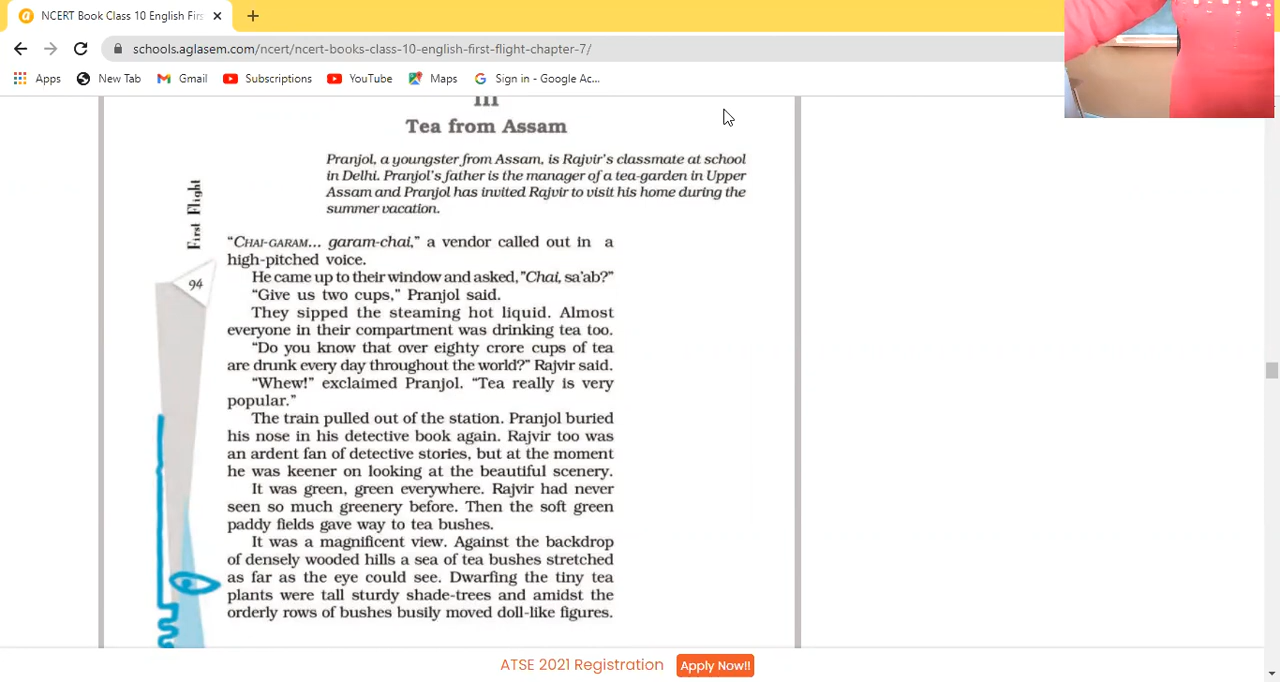 NCERT Book Class 10 English Firs
schools.aglasem.com/ncert/ncert-books-class-10-english-first-flight-chapter-7/
Apps New Tab Gmail Subscriptions YouTube Maps Sign in - Google Ac...
III
Tea from Assam
Pranjol, a youngster from Assam, is Rajvir's classmate at school
in Delhi. Pranjol's father is the manager of a tea-garden in Upper
Assam and Pranjol has invited Rajvir to visit his home during the
summer vacation.
First Flight
94
“CHAI-GARAM... garam-chai,” a vendor called out in a
high-pitched voice.
He came up to their window and asked, ”Chai, sa'ab?”
“Give us two cups,” Pranjol said.
They sipped the steaming hot liquid. Almost
everyone in their compartment was drinking tea too.
“Do you know that over eighty crore cups of tea
are drunk every day throughout the world?” Rajvir said.
“Whew!” exclaimed Pranjol. “Tea really is very
popular.”
The train pulled out of the station. Pranjol buried
his nose in his detective book again. Rajvir too was
an ardent fan of detective stories, but at the moment
he was keener on looking at the beautiful scenery.
It was green, green everywhere. Rajvir had never
seen so much greenery before. Then the soft green
paddy fields gave way to tea bushes.
It was a magnificent view. Against the backdrop
of densely wooded hills a sea of tea bushes stretched
as far as the eye could see. Dwarfing the tiny tea
plants were tall sturdy shade-trees and amidst the
orderly rows of bushes busily moved doll-like figures.
ATSE 2021 Registration Apply Now!!